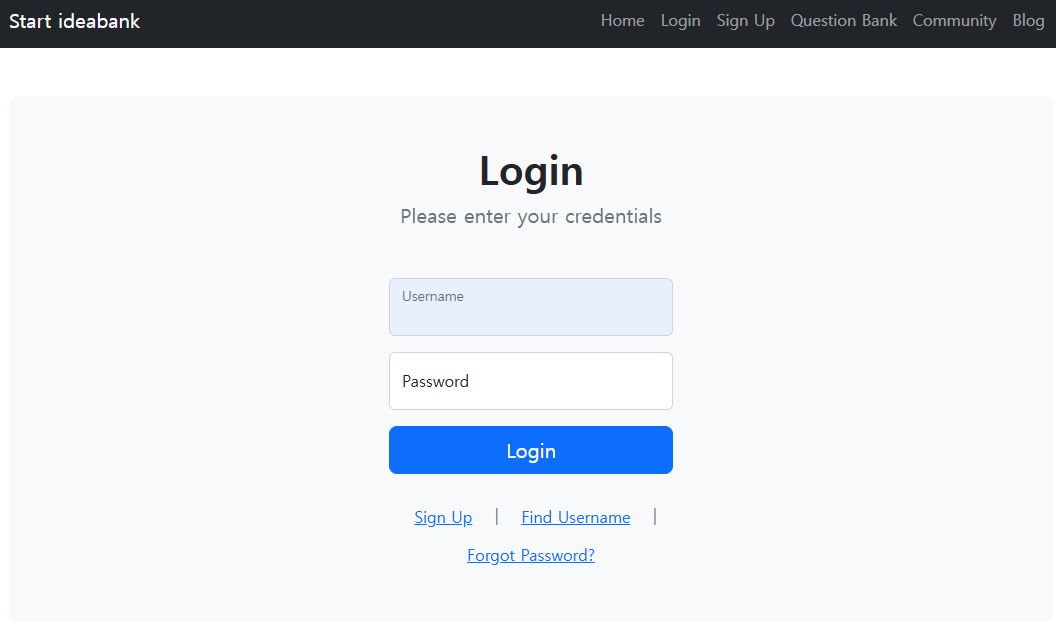 Start ideabank Home Login Sign Up Question Bank Community Blog
Login
Please enter your credentials
Username
Password
Login
Sign Up | Find Username |
Forgot Password?